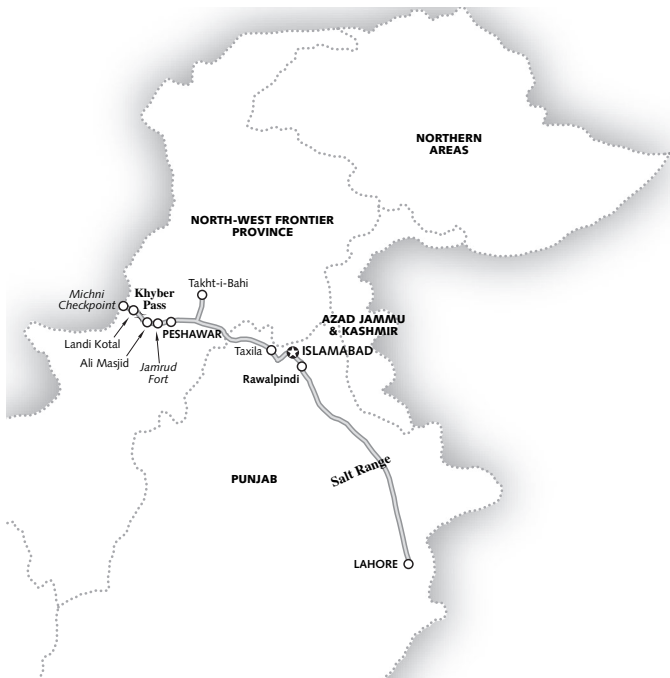 NORTHERN
AREAS
NORTH-WEST FRONTIER
PROVINCE
Takht-i-Bahi
Michni
Checkpoint
Khyber
Pass
AZAD JAMMU
& KASHMIR
Landi Kotal
PESHAWAR
Ali Masjid
Jamrud
Fort
Taxila
ISLAMABAD
Rawalpindi
Salt Range
PUNJAB
LAHORE